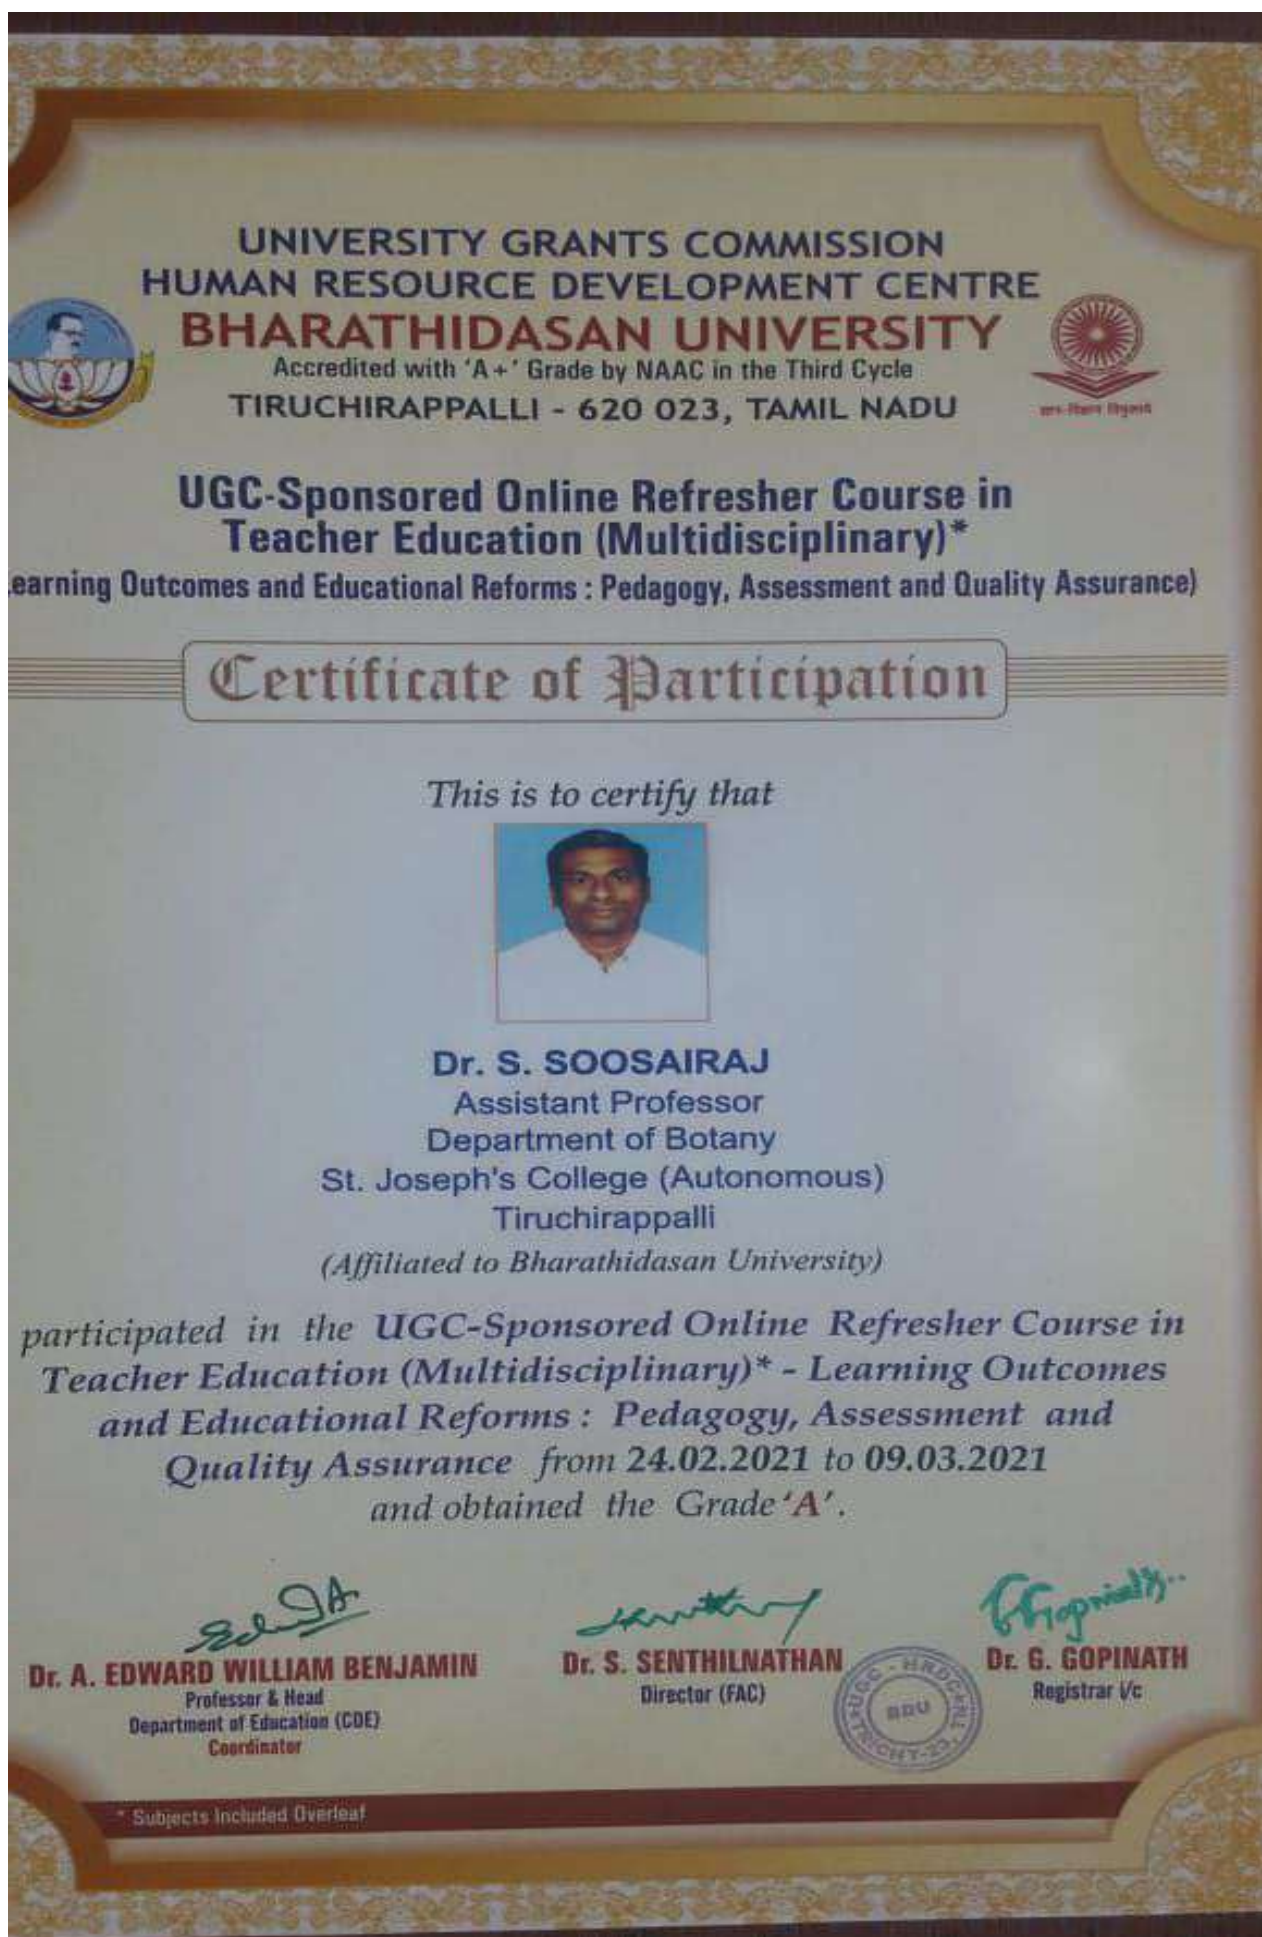 UNIVERSITY GRANTS COMMISSION
HUMAN RESOURCE DEVELOPMENT CENTRE
BHARATHIDASAN UNIVERSITY
Accredited with 'A+' Grade by NAAC in the Third Cycle
TIRUCHIRAPPALLI - 620 023, TAMIL NADU
UGC-Sponsored Online Refresher Course in
Teacher Education (Multidisciplinary)*
earning Outcomes and Educational Reforms : Pedagogy, Assessment and Quality Assurance)
Certificate of Participation
This is to certify that
Dr. S. SOOSAIRAJ
Assistant Professor
Department of Botany
St. Joseph's College (Autonomous)
Tiruchirappalli
(Affiliated to Bharathidasan University)
participated in the UGC-Sponsored Online Refresher Course in
Teacher Education (Multidisciplinary)* - Learning Outcomes
and Educational Reforms : Pedagogy, Assessment and
Quality Assurance from 24.02.2021 to 09.03.2021
and obtained the Grade 'A'.
Dr. A. EDWARD WILLIAM BENJAMIN
Professor & Head
Department of Education (CDE)
Coordinator
Dr. S. SENTHILNATHAN
Director (FAC)
UGC - HRDC
BDU
TRICHY-23
Dr. G. GOPINATH
Registrar i/c
* Subjects Included Overleaf